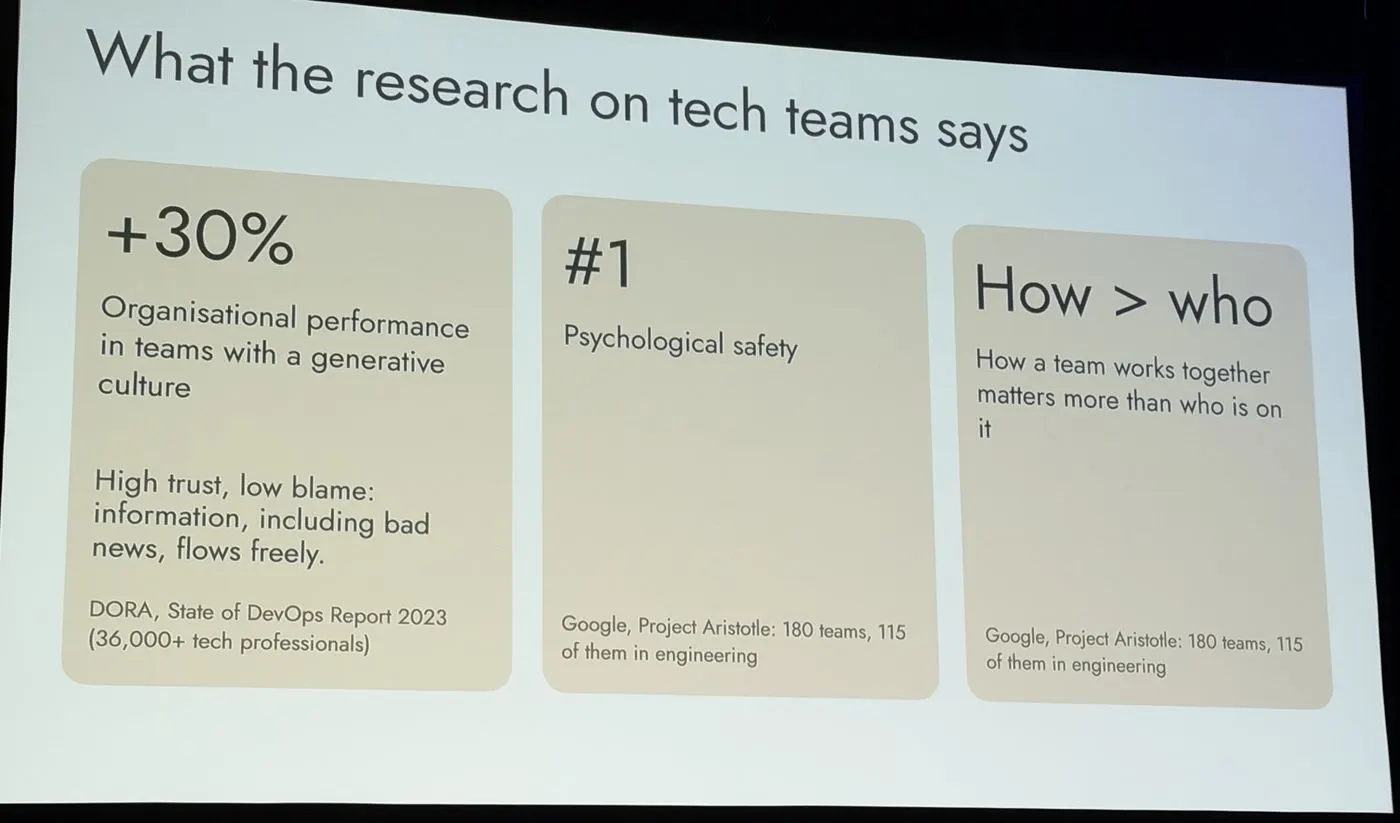 What the research on tech teams says
+30%
Organisational performance
in teams with a generative
culture
High trust, low blame:
information, including bad
news, flows freely.
DORA, State of DevOps Report 2023
(36,000+ tech professionals)
#1
Psychological safety
Google, Project Aristotle: 180 teams, 115
of them in engineering
How > who
How a team works together
matters more than who is on
it
Google, Project Aristotle: 180 teams, 115
of them in engineering